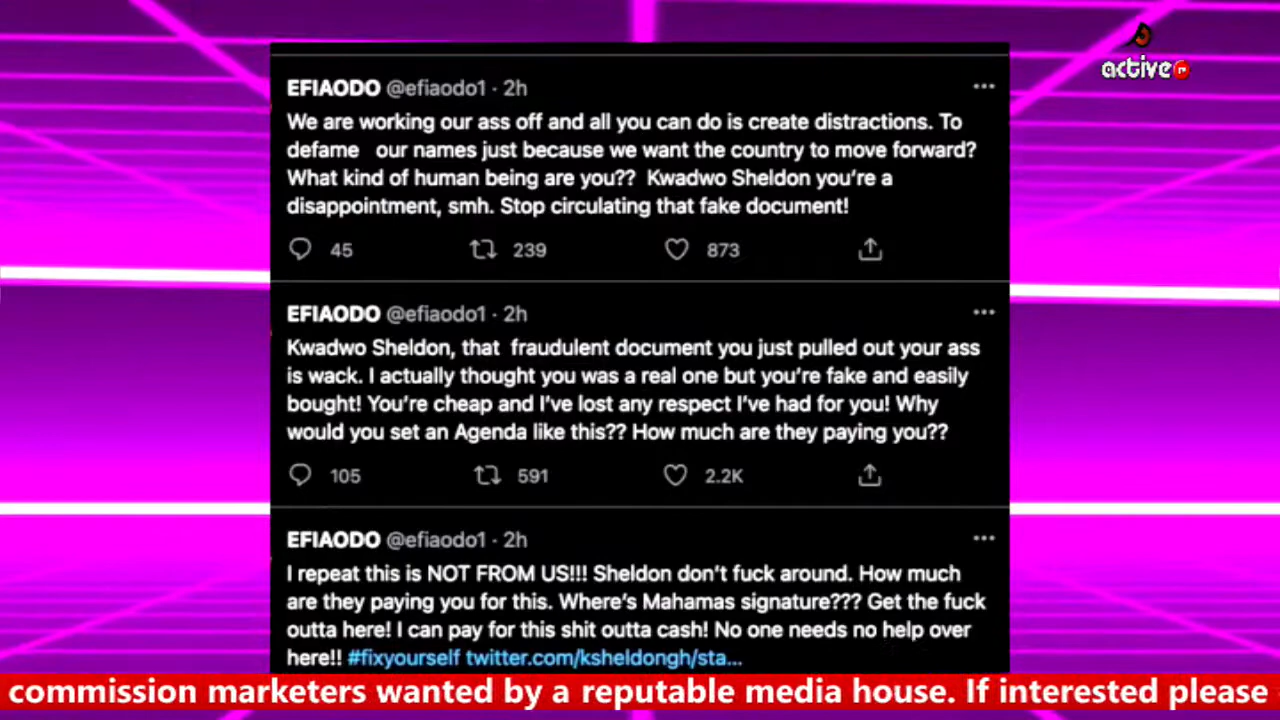 active TV
EFIAODO @efiaodo1 · 2h
We are working our ass off and all you can do is create distractions. To
defame our names just because we want the country to move forward?
What kind of human being are you?? Kwadwo Sheldon you're a
disappointment, smh. Stop circulating that fake document!
45 239 873
EFIAODO @efiaodo1 · 2h
Kwadwo Sheldon, that fraudulent document you just pulled out your ass
is wack. I actually thought you was a real one but you're fake and easily
bought! You're cheap and I've lost any respect I've had for you! Why
would you set an Agenda like this?? How much are they paying you??
105 591 2.2K
EFIAODO @efiaodo1 · 2h
I repeat this is NOT FROM US!!! Sheldon don't fuck around. How much
are they paying you for this. Where's Mahamas signature??? Get the fuck
outta here! I can pay for this shit outta cash! No one needs no help over
here!! #fixyourself twitter.com/ksheldongh/sta...
commission marketers wanted by a reputable media house. If interested please